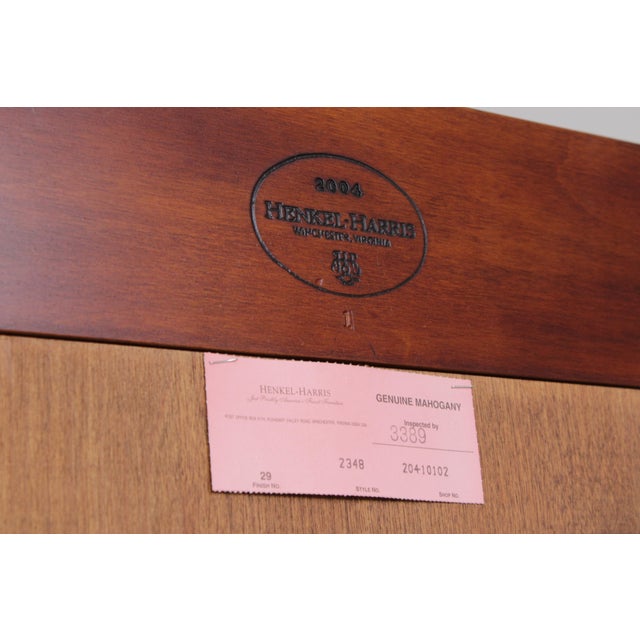 2004
HENKEL-HARRIS
WINCHESTER, VIRGINIA
1
HENKEL-HARRIS
GENUINE MAHOGANY
Inspected by
3389
29
2348
20410102
FINISH NO.
STYLE NO.
SHOP NO.